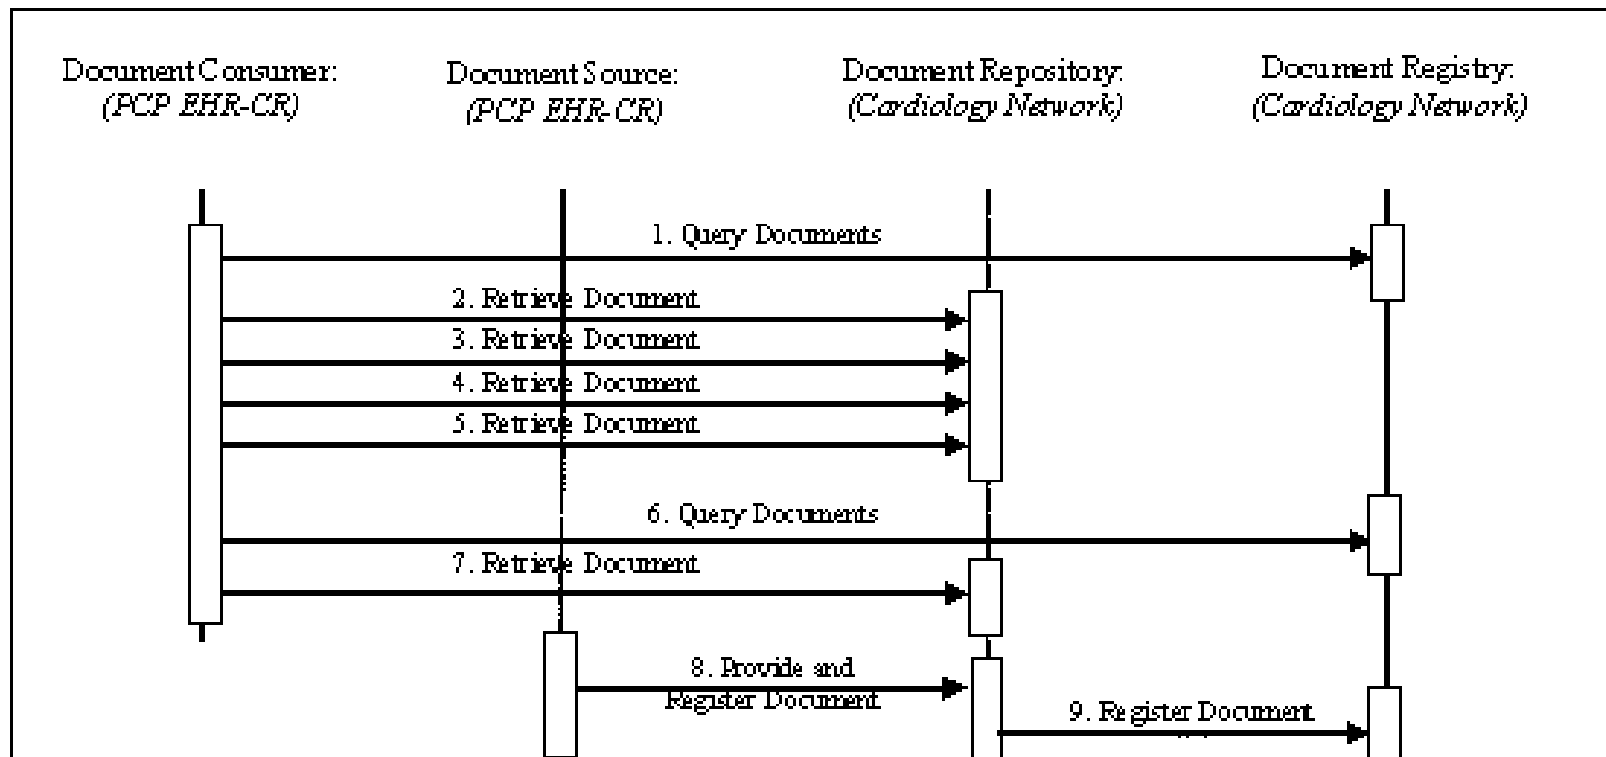 Document Consumer:
(PCP EHR-CR)
Document Source:
(PCP EHR-CR)
Document Repository:
(Cardiology Network)
Document Registry:
(Cardiology Network)
1. Query Documents
2. Retrieve Document
3. Retrieve Document
4. Retrieve Document
5. Retrieve Document
6. Query Documents
7. Retrieve Document
8. Provide and
Register Document
9. Register Document